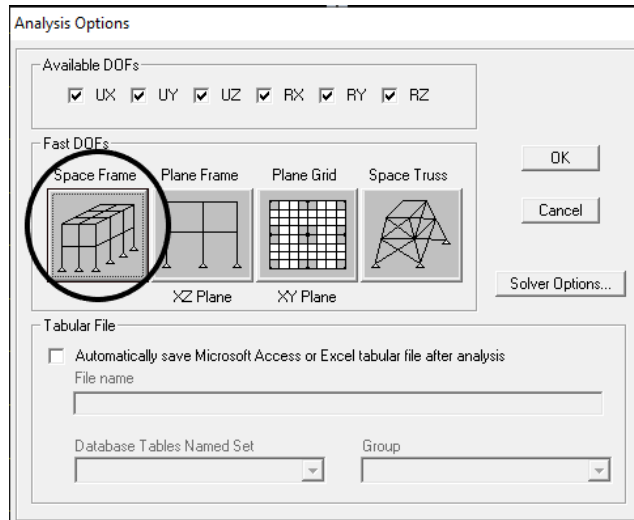 Analysis Options
Available DOFs
UX UY UZ RX RY RZ
Fast DOFs
Space Frame Plane Frame Plane Grid Space Truss
OK
Cancel
XZ Plane XY Plane
Solver Options...
Tabular File
Automatically save Microsoft Access or Excel tabular file after analysis
File name
Database Tables Named Set Group